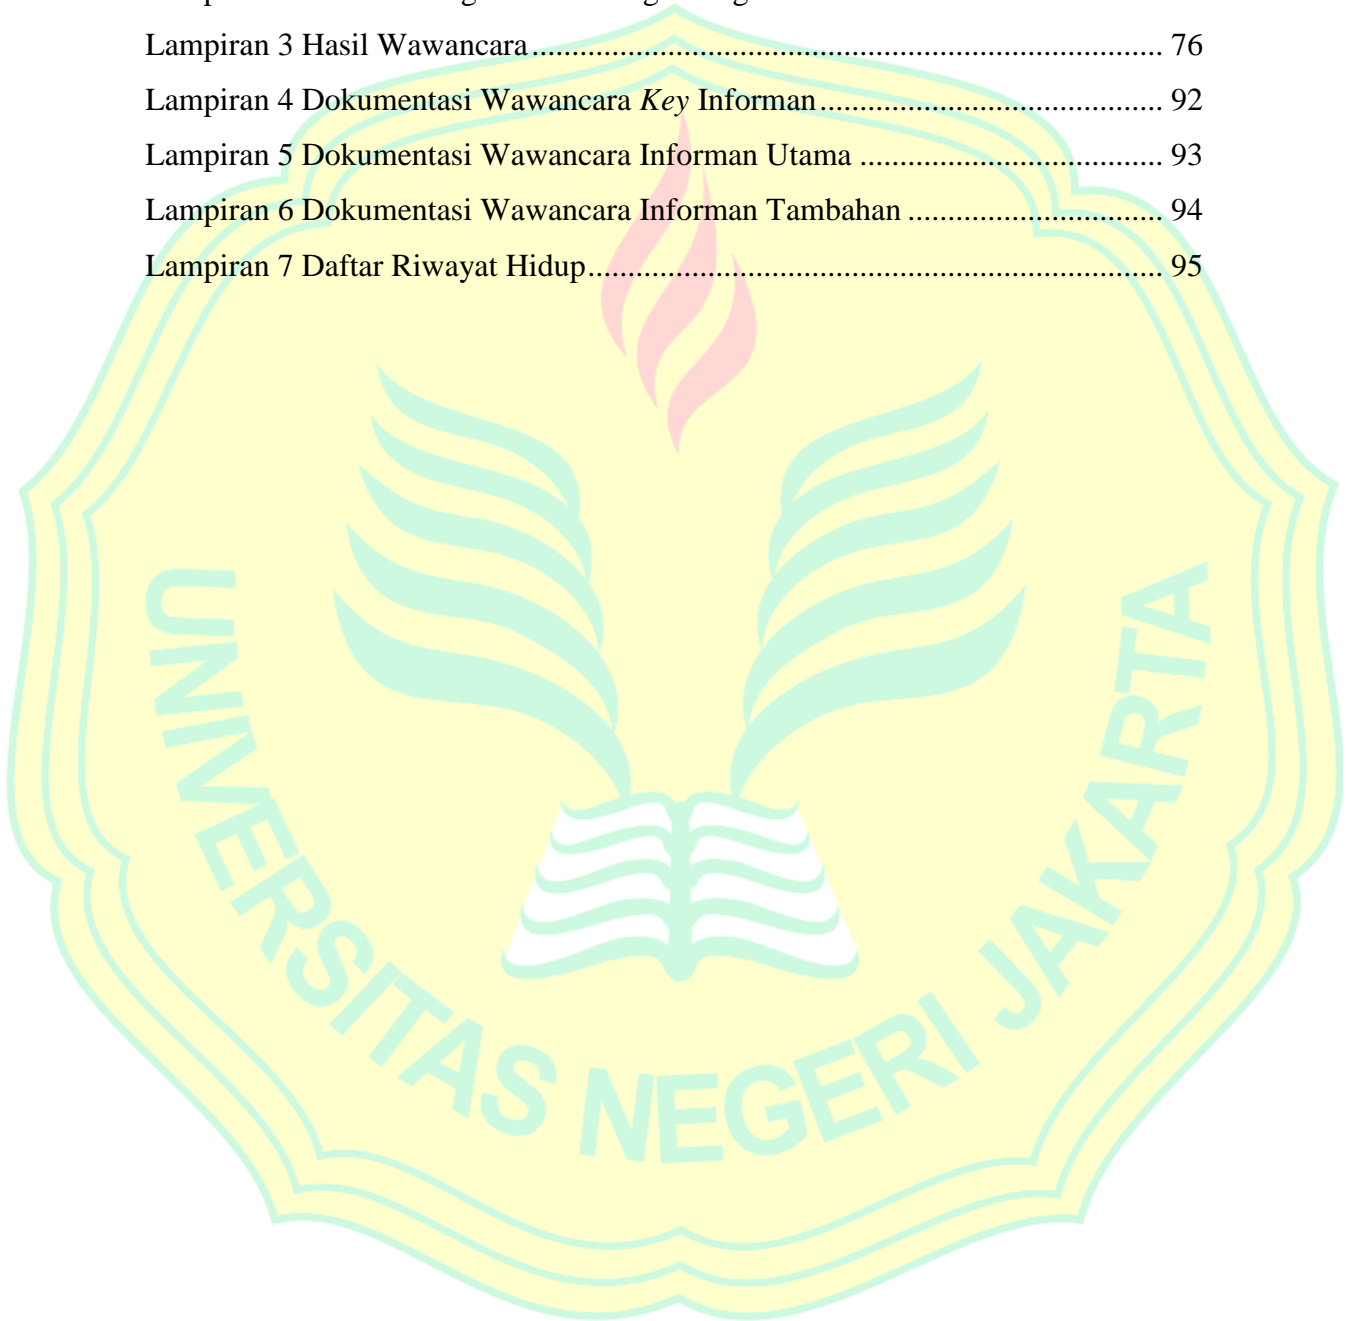 Lampiran 3 Hasil Wawancara................................................................................ 76
Lampiran 4 Dokumentasi Wawancara Key Informan........................................... 92
Lampiran 5 Dokumentasi Wawancara Informan Utama ...................................... 93
Lampiran 6 Dokumentasi Wawancara Informan Tambahan ................................ 94
Lampiran 7 Daftar Riwayat Hidup........................................................................ 95
UNIVERSITAS NEGERI JAKARTA